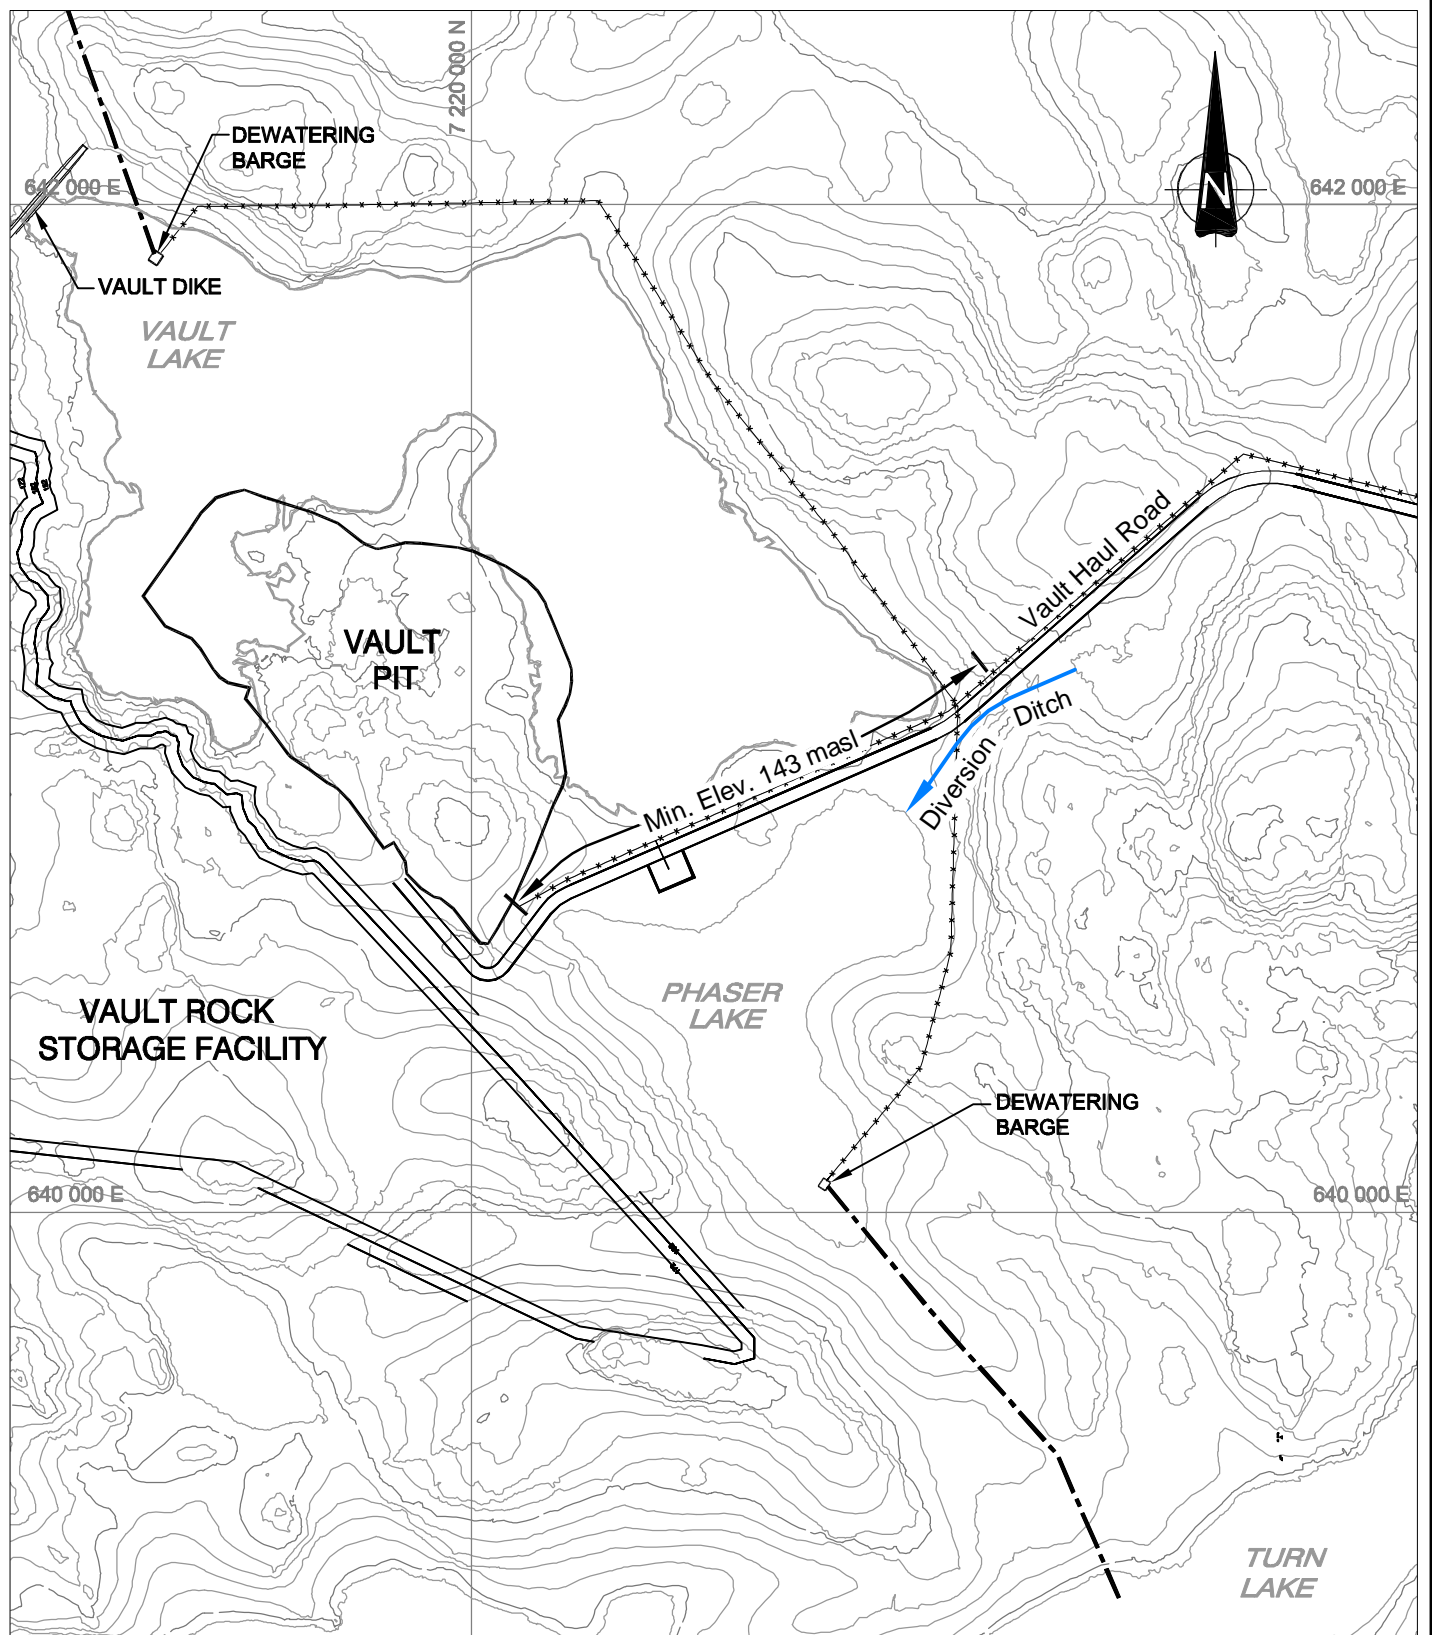 7 220 000 N
DEWATERING
BARGE
642 000 E
642 000 E
N
VAULT DIKE
VAULT
LAKE
Vault Haul Road
VAULT
PIT
Ditch
Diversion
Min. Elev. 143 masl
PHASER
LAKE
VAULT ROCK
STORAGE FACILITY
DEWATERING
BARGE
640 000 E
640 000 E
TURN
LAKE